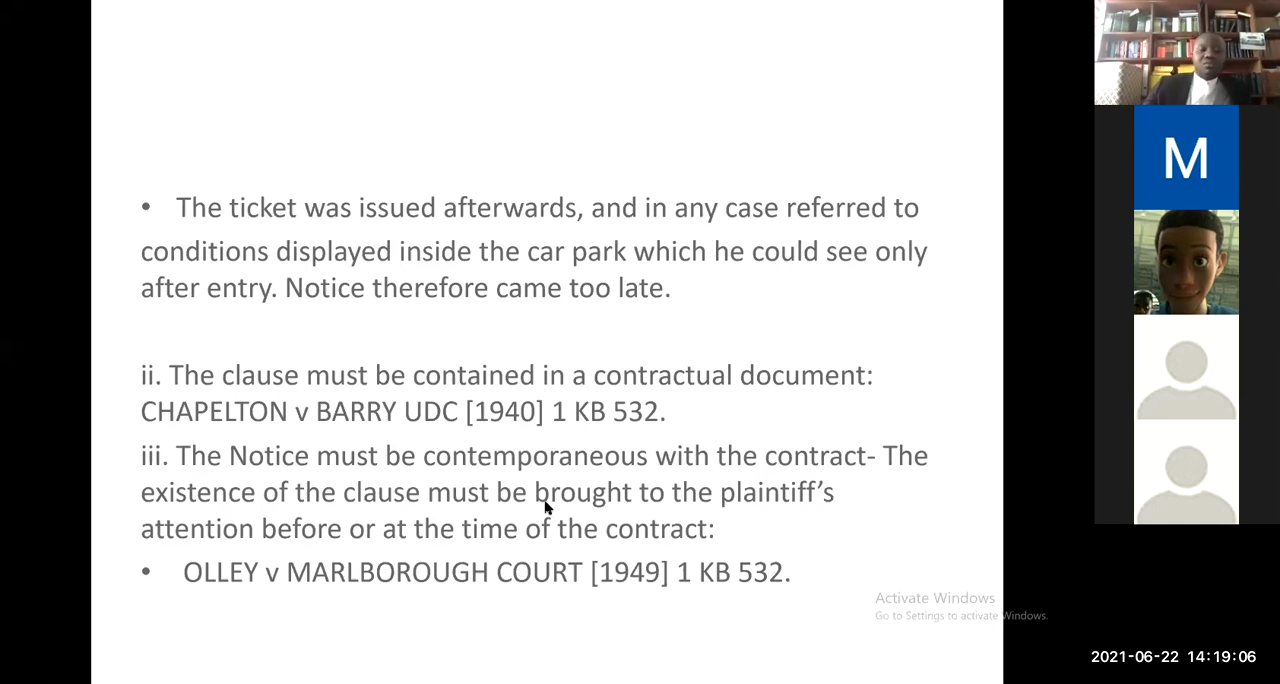 • The ticket was issued afterwards, and in any case referred to
conditions displayed inside the car park which he could see only
after entry. Notice therefore came too late.
ii. The clause must be contained in a contractual document:
CHAPELTON v BARRY UDC [1940] 1 KB 532.
iii. The Notice must be contemporaneous with the contract- The
existence of the clause must be brought to the plaintiff’s
attention before or at the time of the contract:
• OLLEY v MARLBOROUGH COURT [1949] 1 KB 532.
M
Activate Windows
Go to Settings to activate Windows.
2021-06-22 14:19:06